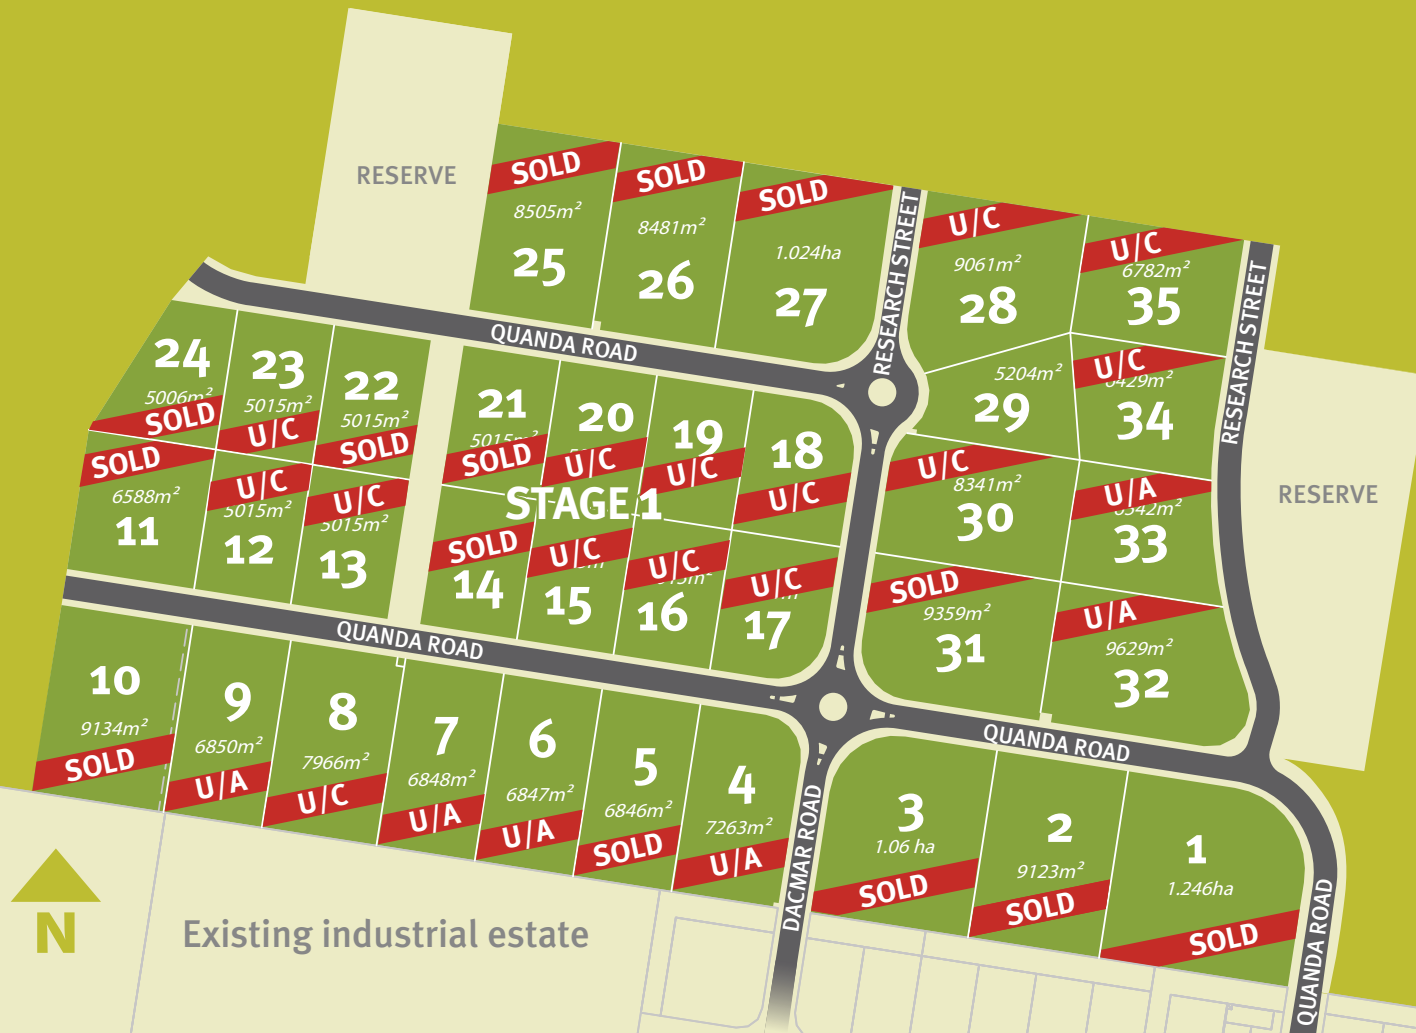 RESERVE
SOLD
8505m²
25
SOLD
8481m²
26
SOLD
1.024ha
27
RESEARCH STREET
U/C
9061m²
28
U/C
6782m²
35
RESEARCH STREET
QUANDA ROAD
24
5006m²
SOLD
23
5015m²
U/C
22
5015m²
SOLD
21
5015m²
SOLD
20
U/C
19
U/C
18
U/C
5204m²
29
U/C
6429m²
34
RESERVE
SOLD
6588m²
11
U/C
5015m²
12
U/C
5015m²
13
STAGE 1
SOLD
14
U/C
15
U/C
16
U/C
17
U/C
8341m²
30
U/A
6342m²
33
SOLD
9359m²
31
U/A
9629m²
32
QUANDA ROAD
QUANDA ROAD
10
9134m²
SOLD
9
6850m²
U/A
8
7966m²
U/C
7
6848m²
U/A
6
6847m²
U/A
5
6846m²
SOLD
4
7263m²
U/A
DACMAR ROAD
3
1.06 ha
SOLD
2
9123m²
SOLD
1
1.246ha
SOLD
QUANDA ROAD
N
Existing industrial estate